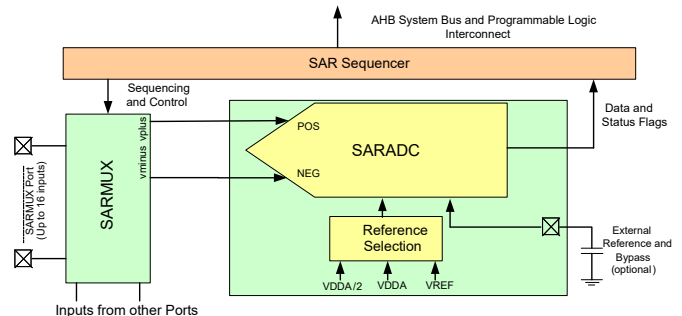 AHB System Bus and Programmable Logic
Interconnect
SAR Sequencer
Sequencing
and Control
vminus vplus
POS
SARADC
NEG
Data and
Status Flags
SARMUX
SARMUX Port
(Up to 16 inputs)
Reference
Selection
External
Reference and
Bypass
(optional)
VDDA/2 VDDA VREF
Inputs from other Ports